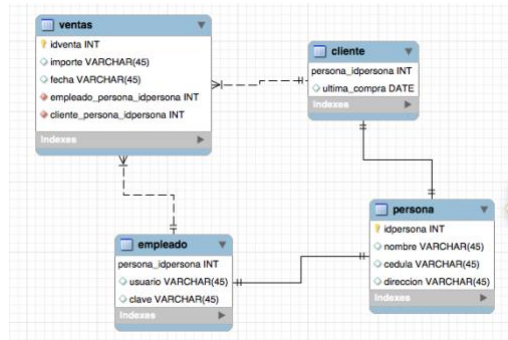 ventas
idventa INT
importe VARCHAR(45)
fecha VARCHAR(45)
empleado_persona_idpersona INT
cliente_persona_idpersona INT
Indexes
cliente
persona_idpersona INT
ultima_compra DATE
Indexes
empleado
persona_idpersona INT
usuario VARCHAR(45)
clave VARCHAR(45)
Indexes
persona
idpersona INT
nombre VARCHAR(45)
cedula VARCHAR(45)
direccion VARCHAR(45)
Indexes